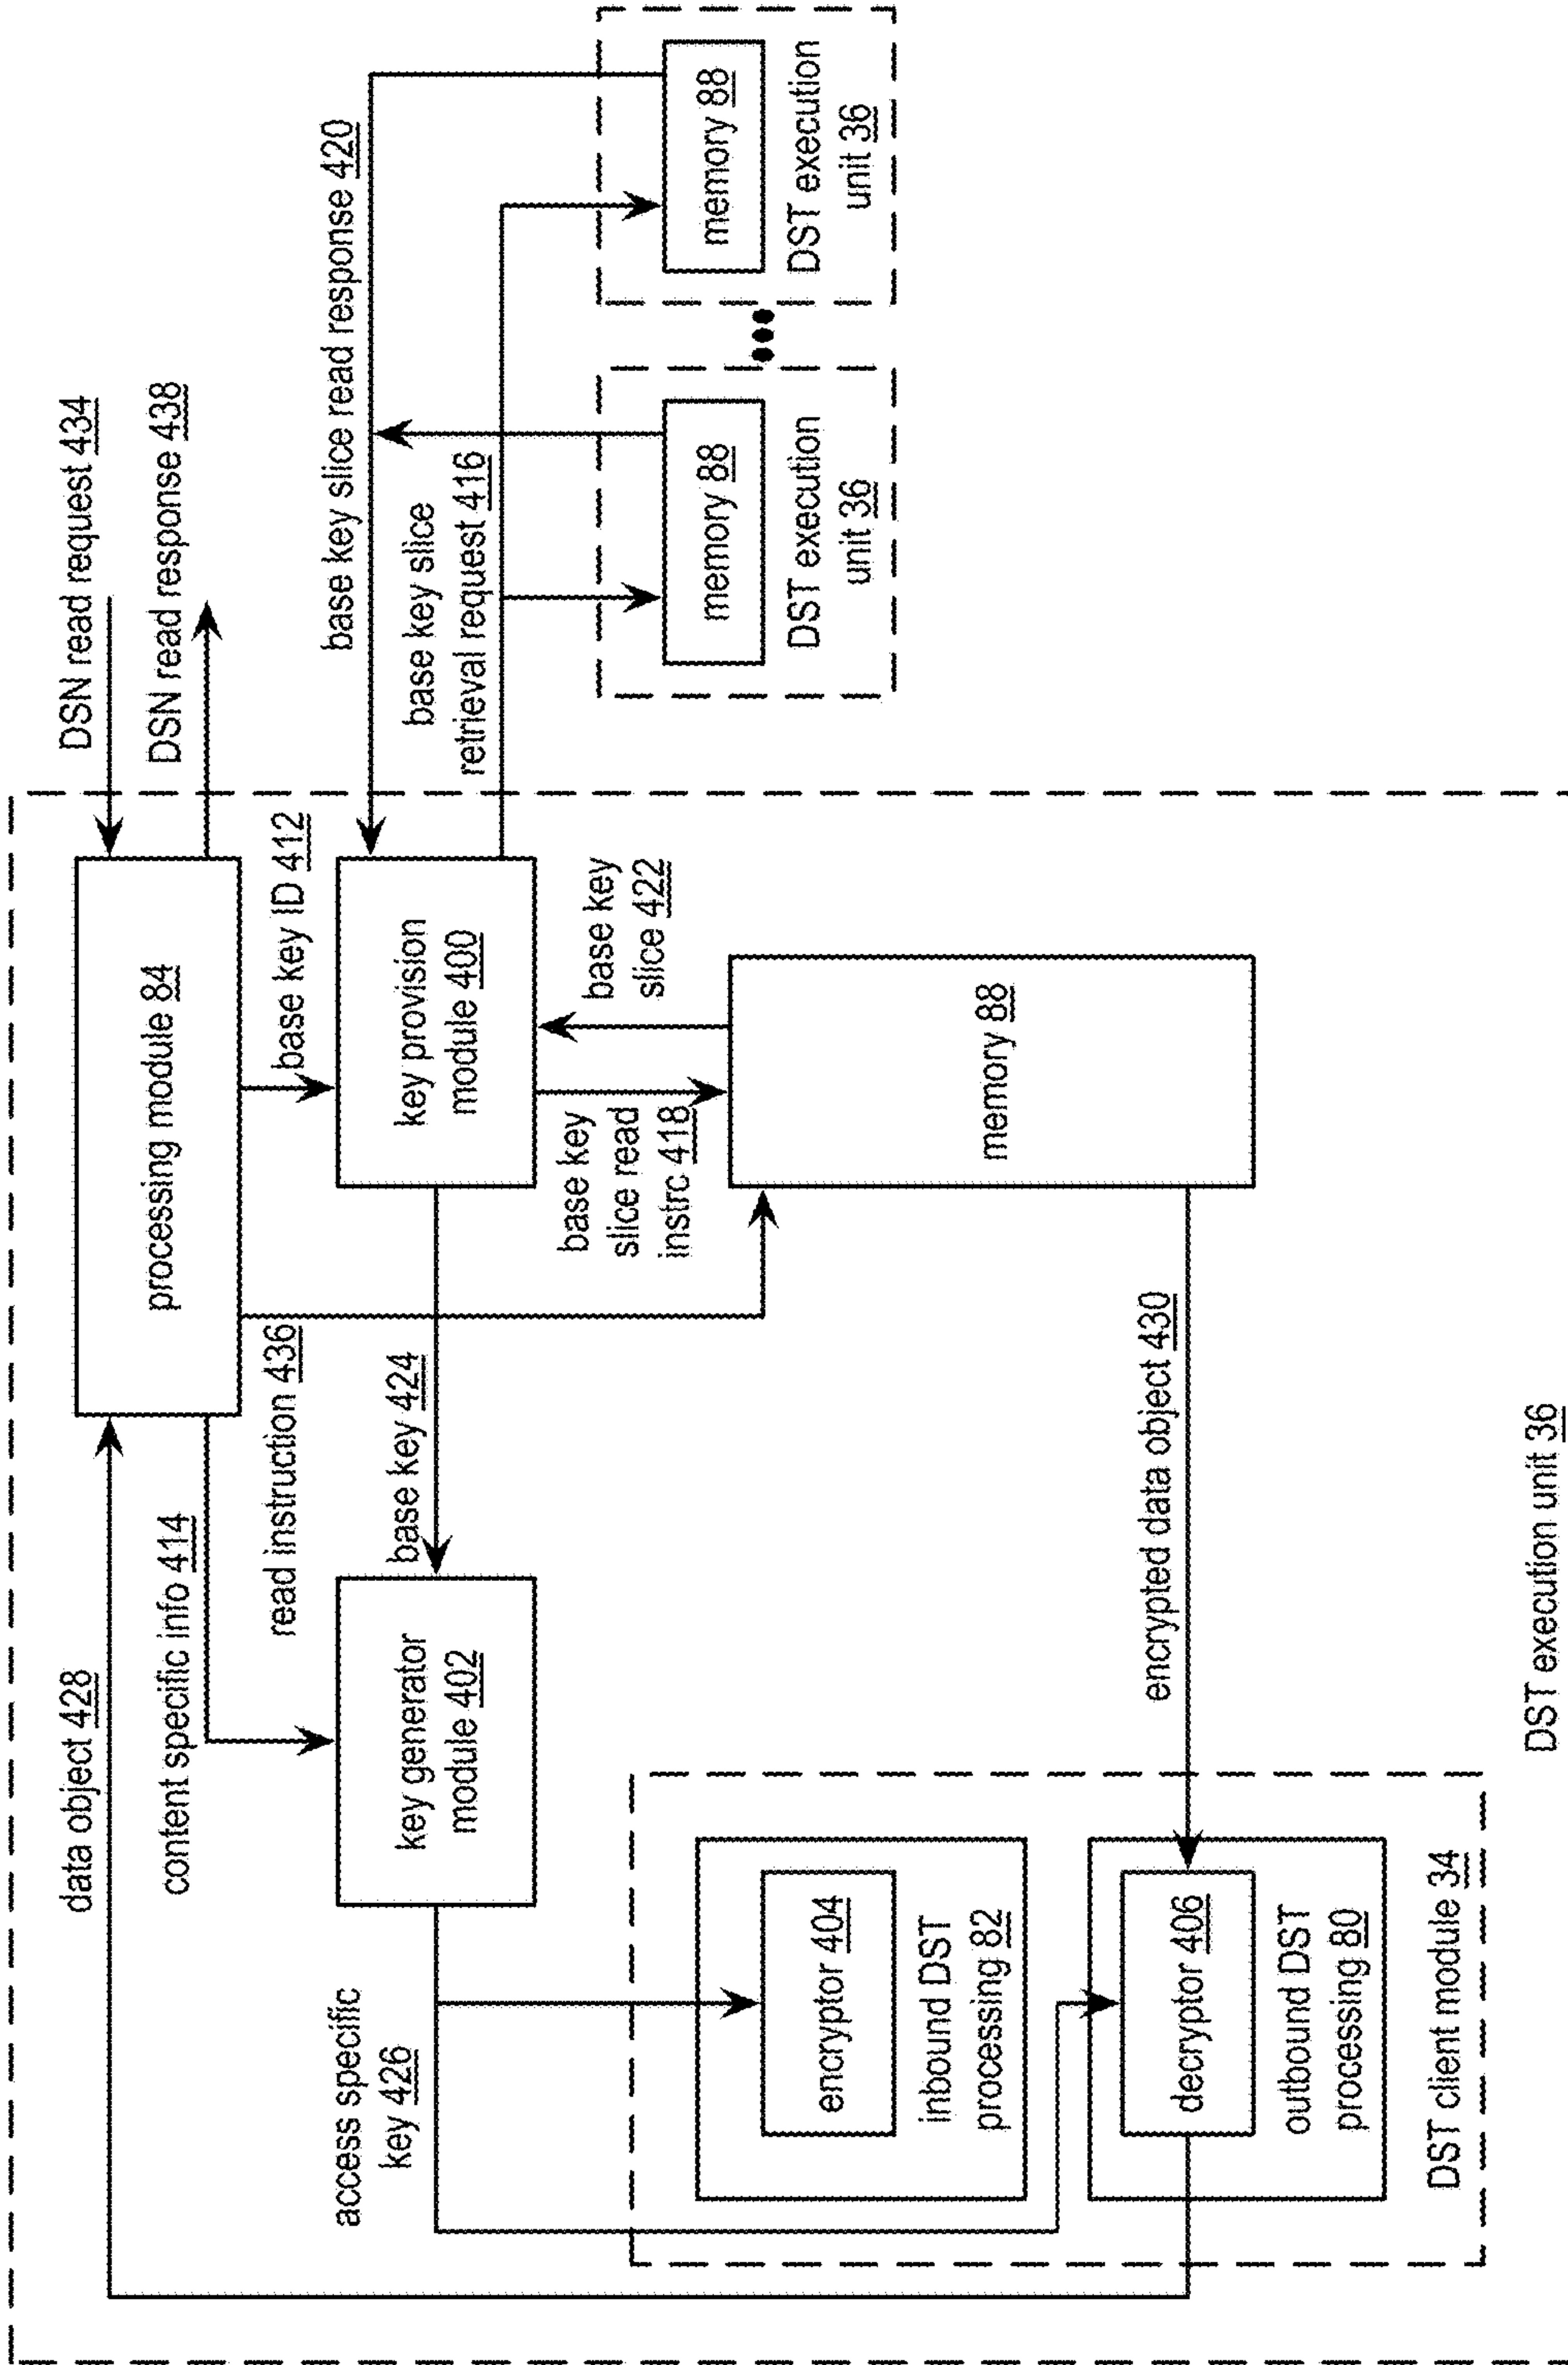 DSN read request 434
DSN read response 438
data object 428
content specific info 414
processing module 84
read instruction 436
base key ID 412
base key slice read response 420
base key slice
retrieval request 416
access specific
key 426
key generator
module 402
base key 424
key provision
module 400
base key
slice read
instrc 418
base key
slice 422
memory 88
DST execution
unit 36
memory 88
DST execution
unit 36
encryptor 404
inbound DST
processing 82
decryptor 406
outbound DST
processing 80
DST client module 34
encrypted data object 430
memory 88
DST execution unit 36